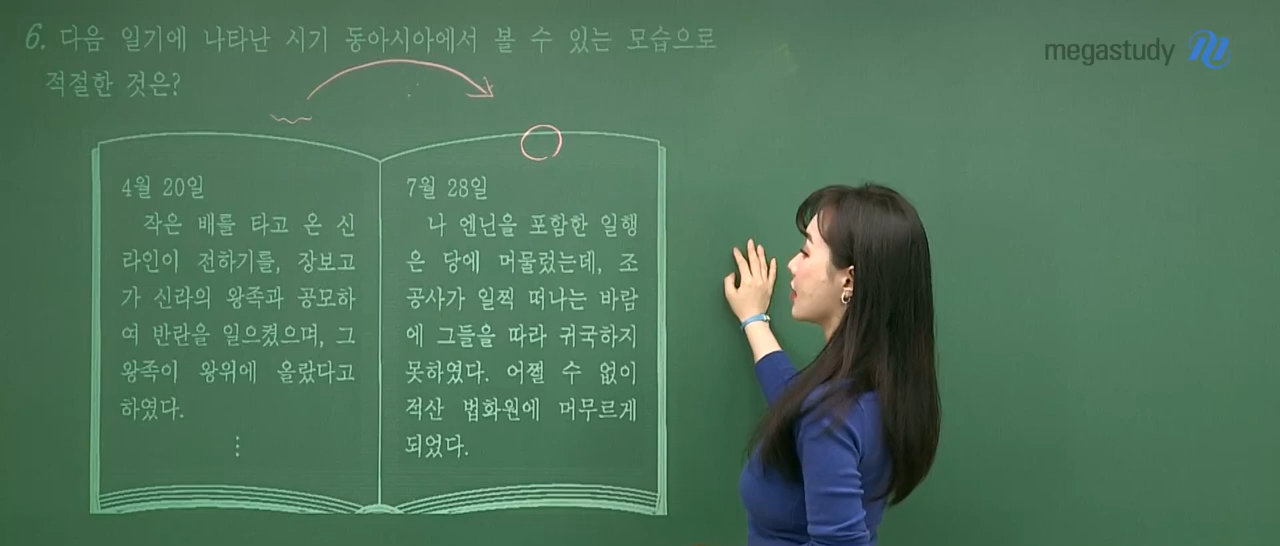 6. 다음 일기에 나타난 시기 동아시아에서 볼 수 있는 모습으로
적절한 것은?
megastudy
4월 20일
작은 배를 타고 온 신
라인이 전하기를, 장보고
가 신라의 왕족과 공모하
여 반란을 일으켰으며, 그
왕족이 왕위에 올랐다고
하였다.
⋮
7월 28일
나 엔닌을 포함한 일행
은 당에 머물렀는데, 조
공사가 일찍 떠나는 바람
에 그들을 따라 귀국하지
못하였다. 어쩔 수 없이
적산 법화원에 머무르게
되었다.